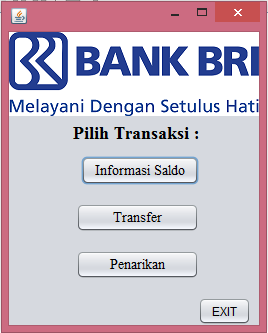 BANK BRI
Melayani Dengan Setulus Hati
Pilih Transaksi :
Informasi Saldo
Transfer
Penarikan
EXIT